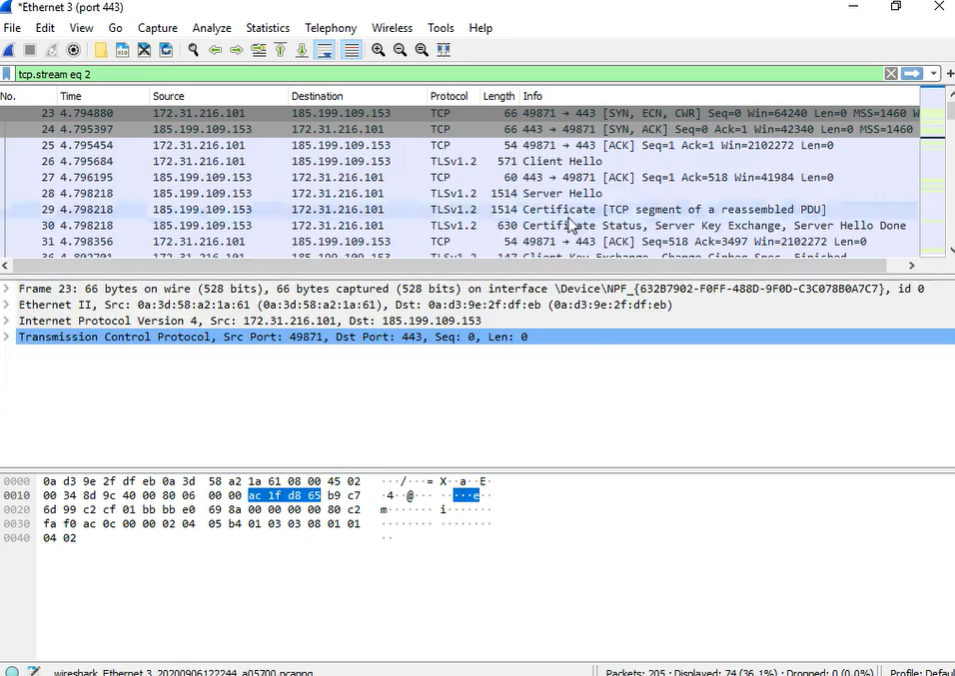 *Ethernet 3 (port 443)
File Edit View Go Capture Analyze Statistics Telephony Wireless Tools Help
tcp.stream eq 2
No. Time Source Destination Protocol Length Info
23 4.794880 172.31.216.101 185.199.109.153 TCP 66 49871 → 443 [SYN, ECN, CWR] Seq=0 Win=64240 Len=0 MSS=1460 W
24 4.795397 185.199.109.153 172.31.216.101 TCP 66 443 → 49871 [SYN, ACK] Seq=0 Ack=1 Win=42340 Len=0 MSS=1460
25 4.795454 172.31.216.101 185.199.109.153 TCP 54 49871 → 443 [ACK] Seq=1 Ack=1 Win=2102272 Len=0
26 4.795684 172.31.216.101 185.199.109.153 TLSv1.2 571 Client Hello
27 4.796195 185.199.109.153 172.31.216.101 TCP 60 443 → 49871 [ACK] Seq=1 Ack=518 Win=41984 Len=0
28 4.798218 185.199.109.153 172.31.216.101 TLSv1.2 1514 Server Hello
29 4.798218 185.199.109.153 172.31.216.101 TLSv1.2 1514 Certificate [TCP segment of a reassembled PDU]
30 4.798218 185.199.109.153 172.31.216.101 TLSv1.2 630 Certificate Status, Server Key Exchange, Server Hello Done
31 4.798356 172.31.216.101 185.199.109.153 TCP 54 49871 → 443 [ACK] Seq=518 Ack=3497 Win=2102272 Len=0
172.31.216.101 185.199.109.153 TLSv1.2 147 Client Key Exchange, Change Cipher Spec, Finished
Frame 23: 66 bytes on wire (528 bits), 66 bytes captured (528 bits) on interface \Device\NPF_{632B7902-F0FF-488D-9F0D-C3C078B0A7C7}, id 0
Ethernet II, Src: 0a:3d:58:a2:1a:61 (0a:3d:58:a2:1a:61), Dst: 0a:d3:9e:2f:df:eb (0a:d3:9e:2f:df:eb)
Internet Protocol Version 4, Src: 172.31.216.101, Dst: 185.199.109.153
Transmission Control Protocol, Src Port: 49871, Dst Port: 443, Seq: 0, Len: 0
0000 0a d3 9e 2f df eb 0a 3d 58 a2 1a 61 08 00 45 02 ···/···= X··a··E·
0010 00 34 8d 9c 40 00 80 06 00 00 ac 1f d8 65 b9 c7 ·4··@··· ·····e··
0020 6d 99 c2 cf 01 bb bb e0 69 8a 00 00 00 00 80 c2 m······· i·······
0030 fa f0 ac 0c 00 00 02 04 05 b4 01 03 03 08 01 01 ········ ········
0040 04 02 ··
wireshark_Ethernet 3_20200906122244_a05700.pcapng Packets: 205 · Displayed: 74 (36.1%) · Dropped: 0 (0.0%) Profile: Defau